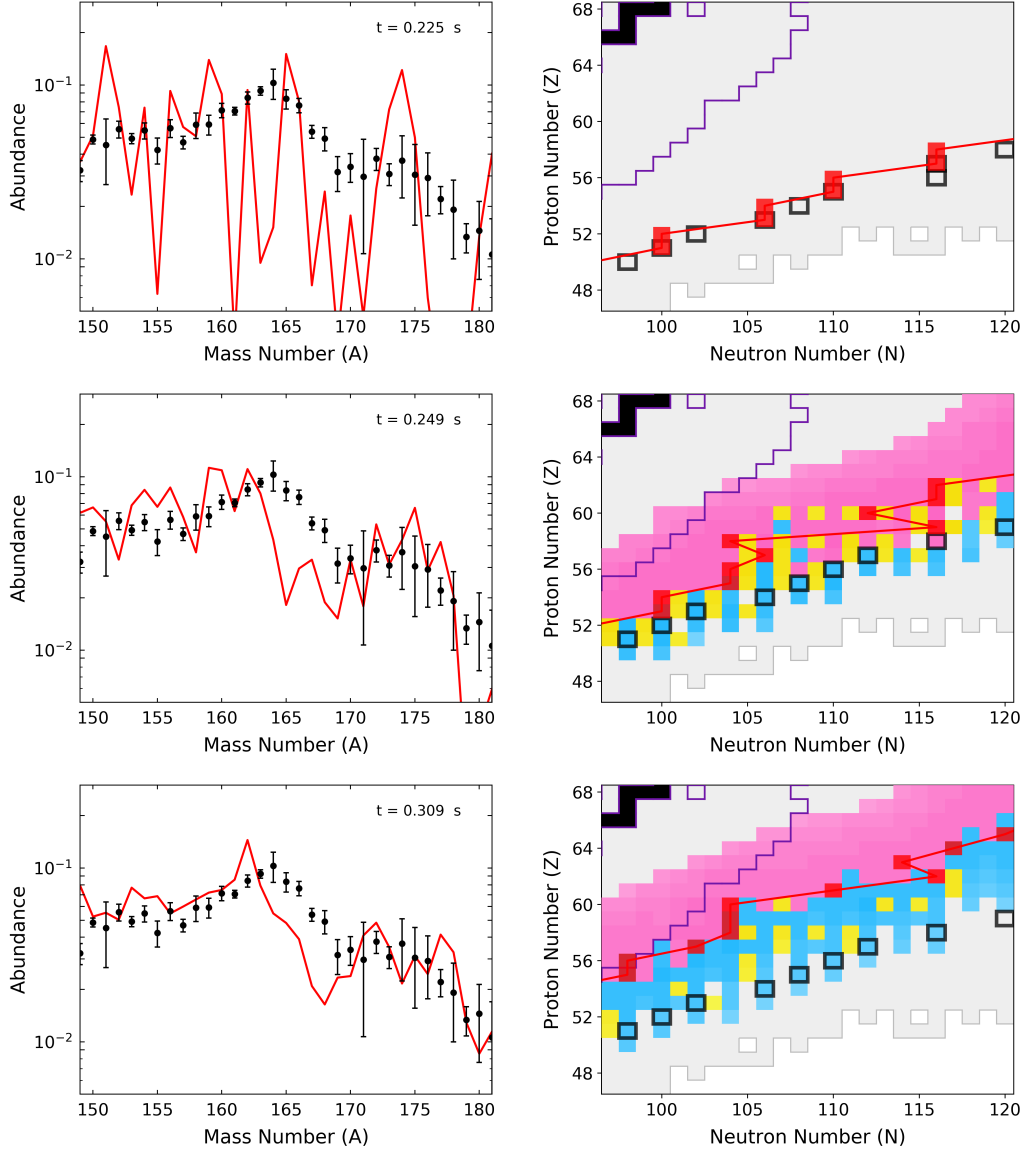 t = 0.225 s
10⁻¹
10⁻²
Abundance
150 155 160 165 170 175 180
Mass Number (A)
68
64
60
56
52
48
Proton Number (Z)
100 105 110 115 120
Neutron Number (N)
t = 0.249 s
10⁻¹
10⁻²
Abundance
150 155 160 165 170 175 180
Mass Number (A)
68
64
60
56
52
48
Proton Number (Z)
100 105 110 115 120
Neutron Number (N)
t = 0.309 s
10⁻¹
10⁻²
Abundance
150 155 160 165 170 175 180
Mass Number (A)
68
64
60
56
52
48
Proton Number (Z)
100 105 110 115 120
Neutron Number (N)